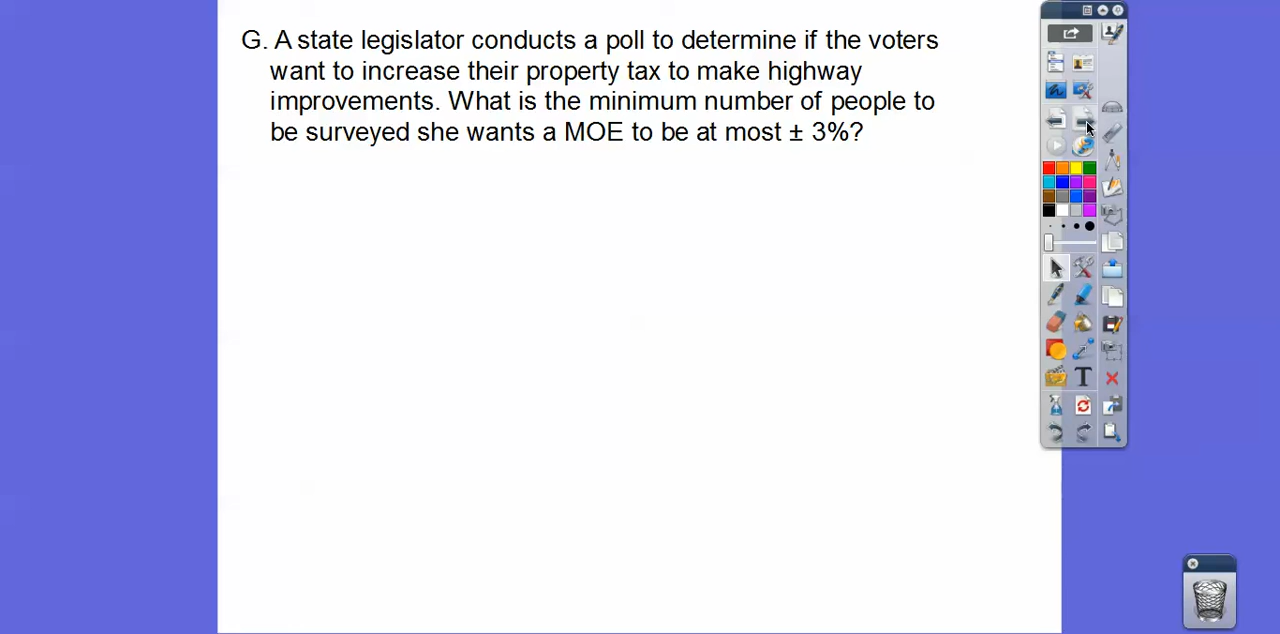 G. A state legislator conducts a poll to determine if the voters
want to increase their property tax to make highway
improvements. What is the minimum number of people to
be surveyed she wants a MOE to be at most ± 3%?
T